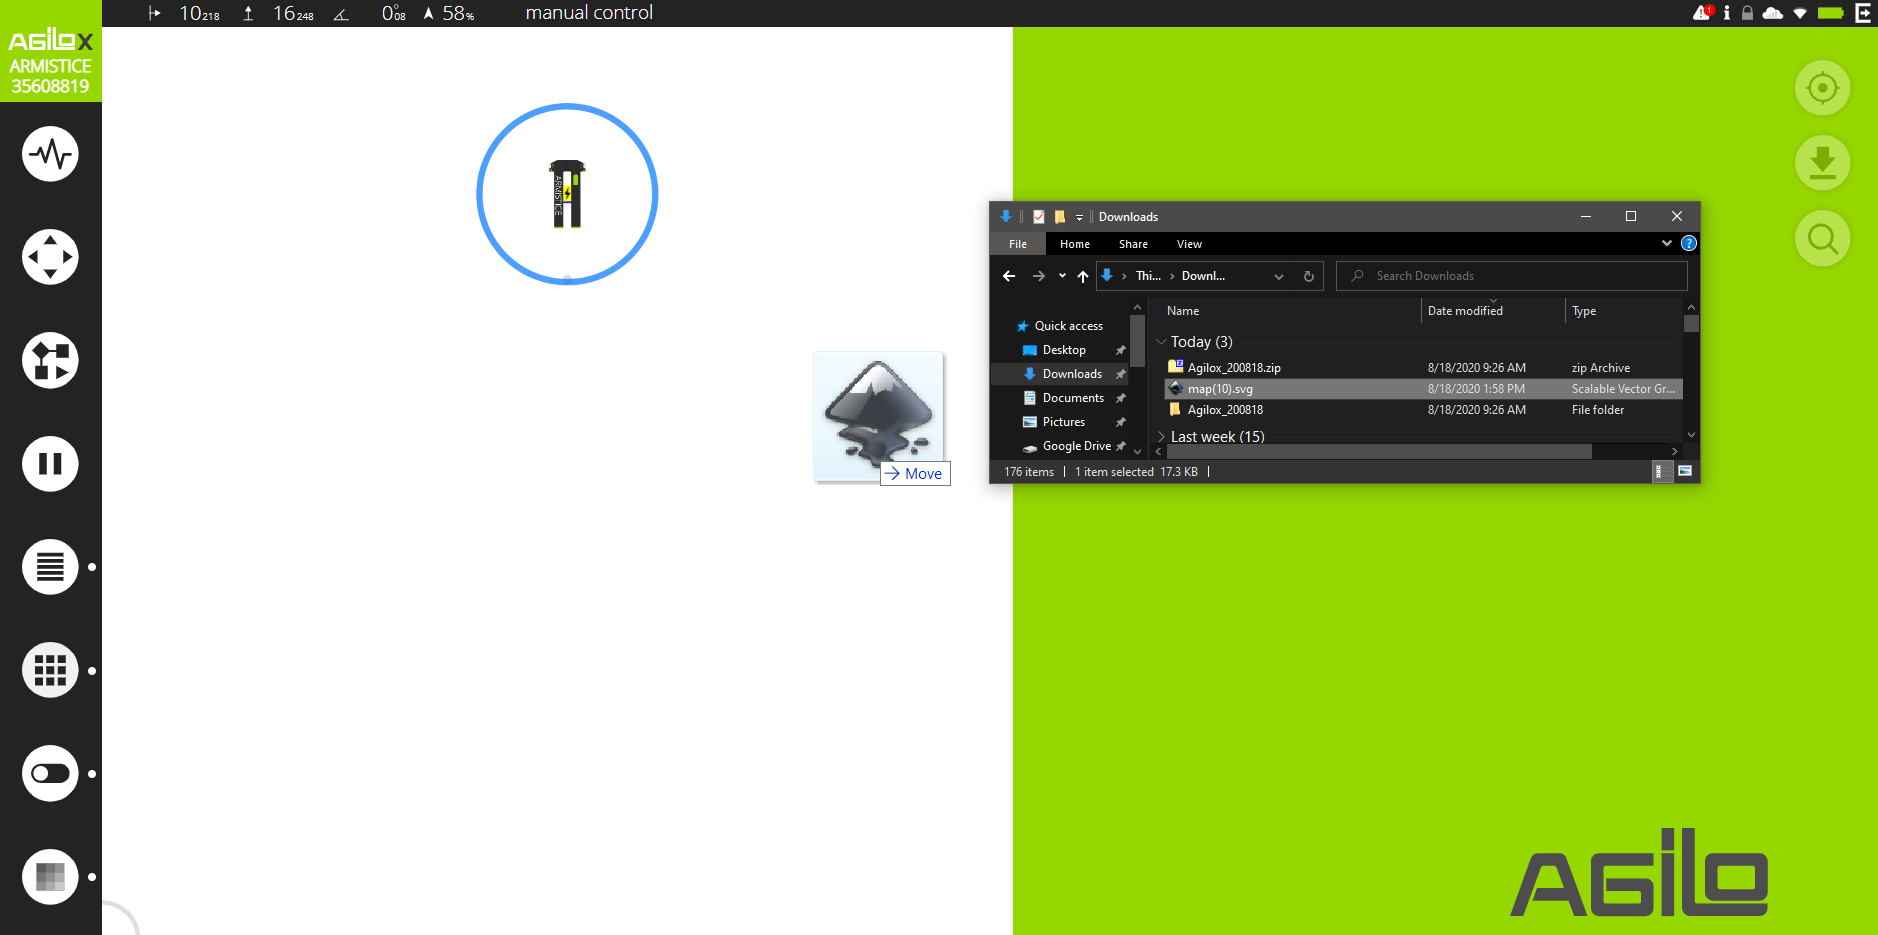 10218 16248 0°08 58% manual control
1
AGILOX
ARMISTICE
35608819
ARMISTICE
Downloads
File Home Share View
?
Thi... Downl... Search Downloads
Name Date modified Type
Quick access
Desktop
Downloads
Documents
Pictures
Google Drive
Today (3)
Agilox_200818.zip 8/18/2020 9:26 AM zip Archive
map(10).svg 8/18/2020 1:58 PM Scalable Vector Gr...
Agilox_200818 8/18/2020 9:26 AM File folder
Last week (15)
176 items 1 item selected 17.3 KB
Move
AGILO